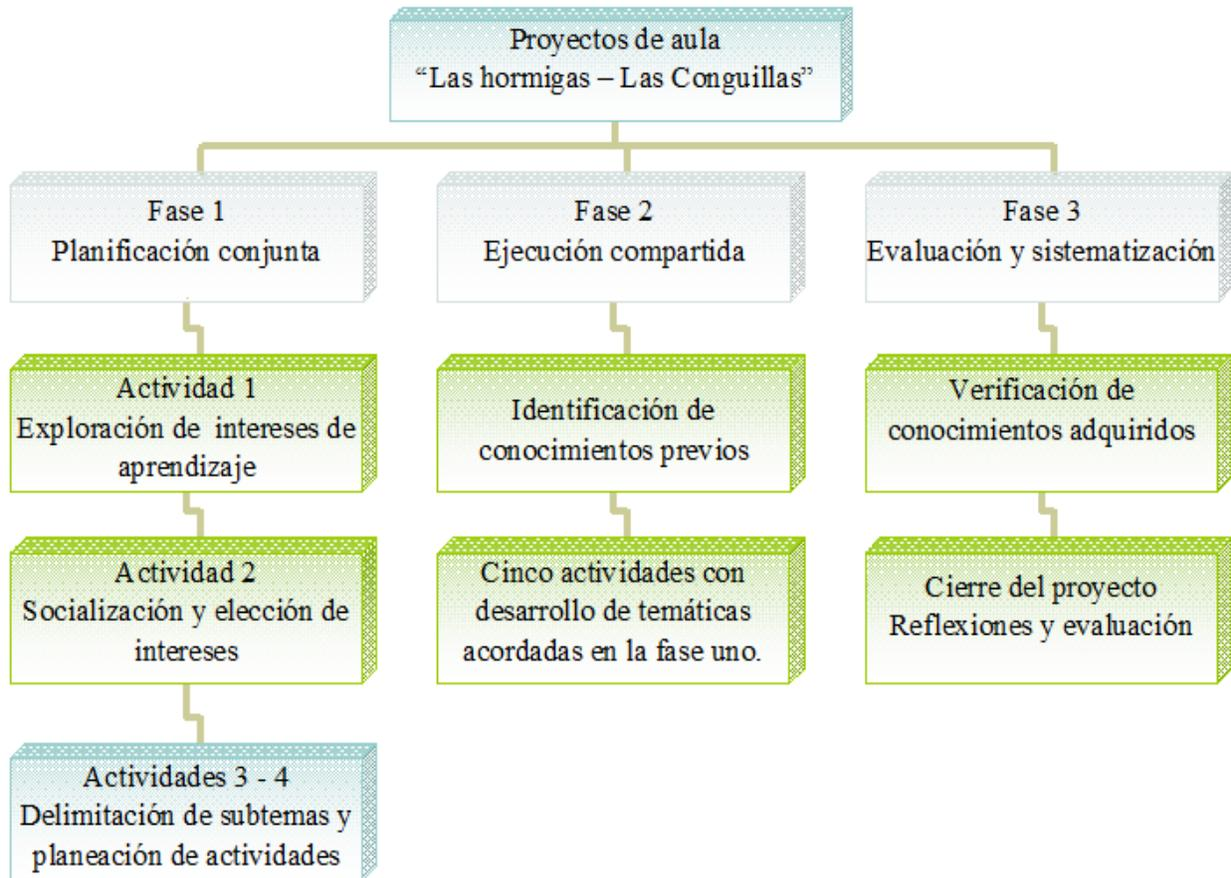 Proyectos de aula
“Las hormigas – Las Conguillas”
Fase 1
Planificación conjunta
Fase 2
Ejecución compartida
Fase 3
Evaluación y sistematización
Actividad 1
Exploración de intereses de
aprendizaje
Identificación de
conocimientos previos
Verificación de
conocimientos adquiridos
Actividad 2
Socialización y elección de
intereses
Cinco actividades con
desarrollo de temáticas
acordadas en la fase uno.
Cierre del proyecto
Reflexiones y evaluación
Actividades 3 - 4
Delimitación de subtemas y
planeación de actividades